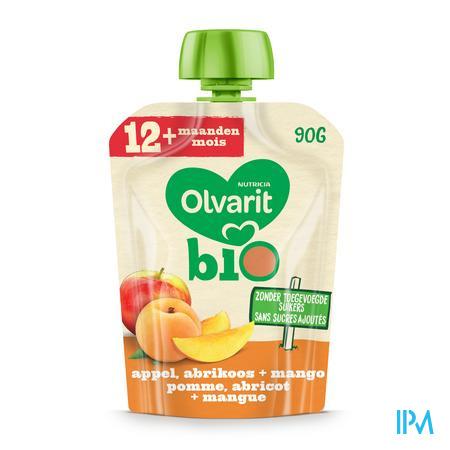 12+ maanden
mois
90G
NUTRICIA
Olvarit
bio
ZONDER TOEGEVOEGDE
SUIKERS
SANS SUCRES AJOUTÉS
appel, abrikoos + mango
pomme, abricot
+ mangue
IPM